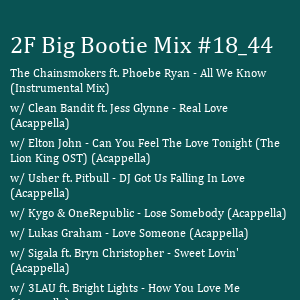 2F Big Bootie Mix #18_44
The Chainsmokers ft. Phoebe Ryan - All We Know
(Instrumental Mix)
w/ Clean Bandit ft. Jess Glynne - Real Love
(Acappella)
w/ Elton John - Can You Feel The Love Tonight (The
Lion King OST) (Acappella)
w/ Usher ft. Pitbull - DJ Got Us Falling In Love
(Acappella)
w/ Kygo & OneRepublic - Lose Somebody (Acappella)
w/ Lukas Graham - Love Someone (Acappella)
w/ Sigala ft. Bryn Christopher - Sweet Lovin'
(Acappella)
w/ 3LAU ft. Bright Lights - How You Love Me